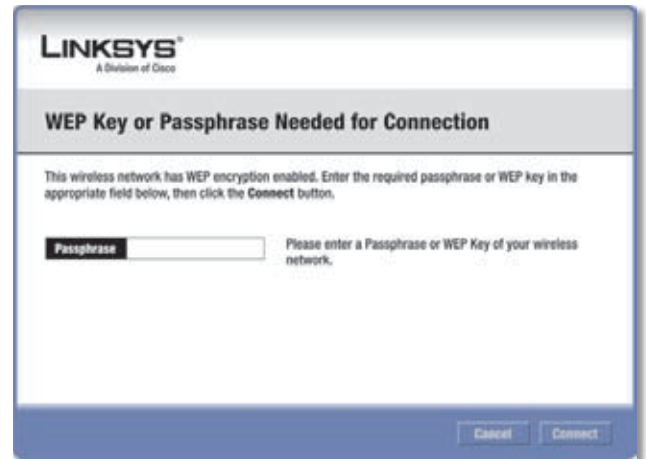 LINKSYS®
A Division of Cisco
WEP Key or Passphrase Needed for Connection
This wireless network has WEP encryption enabled. Enter the required passphrase or WEP key in the
appropriate field below, then click the Connect button.
Passphrase
Please enter a Passphrase or WEP Key of your wireless
network.
Cancel
Connect